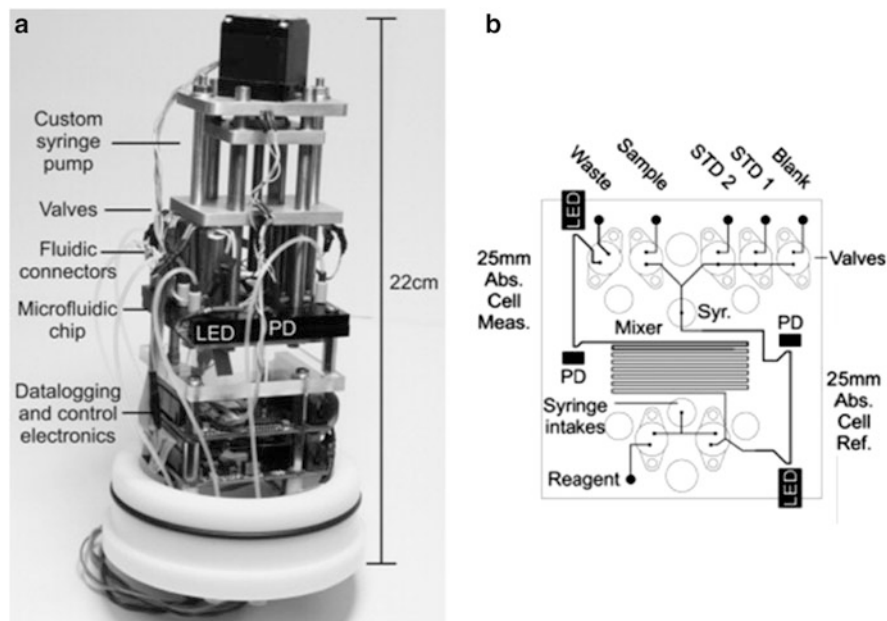 a
Custom
syringe
pump
Valves
Fluidic
connectors
Microfluidic
chip
LED PD
22cm
Datalogging
and control
electronics
b
Waste
Sample
STD 2
STD 1
Blank
LED
25mm
Abs.
Cell
Meas.
Valves
Syr.
Mixer
PD
PD
25mm
Abs.
Cell
Ref.
Syringe
intakes
Reagent
LED